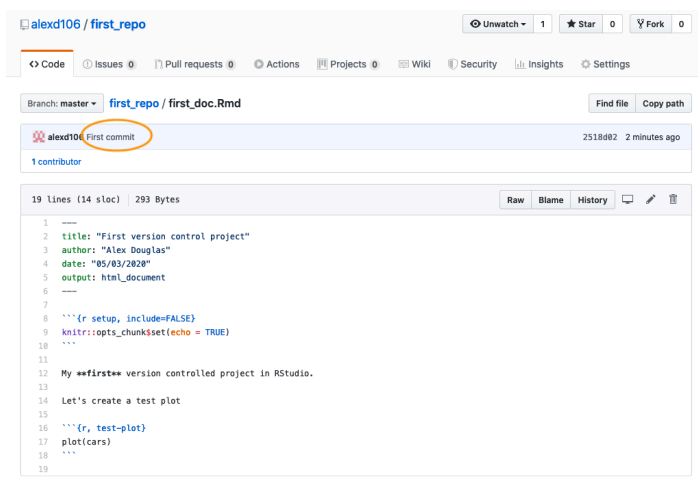 alexd106 / first_repo Unwatch 1 Star 0 Fork 0
Code Issues 0 Pull requests 0 Actions Projects 0 Wiki Security Insights Settings
Branch: master first_repo / first_doc.Rmd Find file Copy path
alexd106 First commit 2518d02 2 minutes ago
1 contributor
19 lines (14 sloc) 293 Bytes Raw Blame History
1 ---
2 title: "First version control project"
3 author: "Alex Douglas"
4 date: "05/03/2020"
5 output: html_document
6 ---
7
8 ```{r setup, include=FALSE}
9 knitr::opts_chunk$set(echo = TRUE)
10 ```
11
12 My **first** version controlled project in RStudio.
13
14 Let's create a test plot
15
16 ```{r, test-plot}
17 plot(cars)
18 ```
19